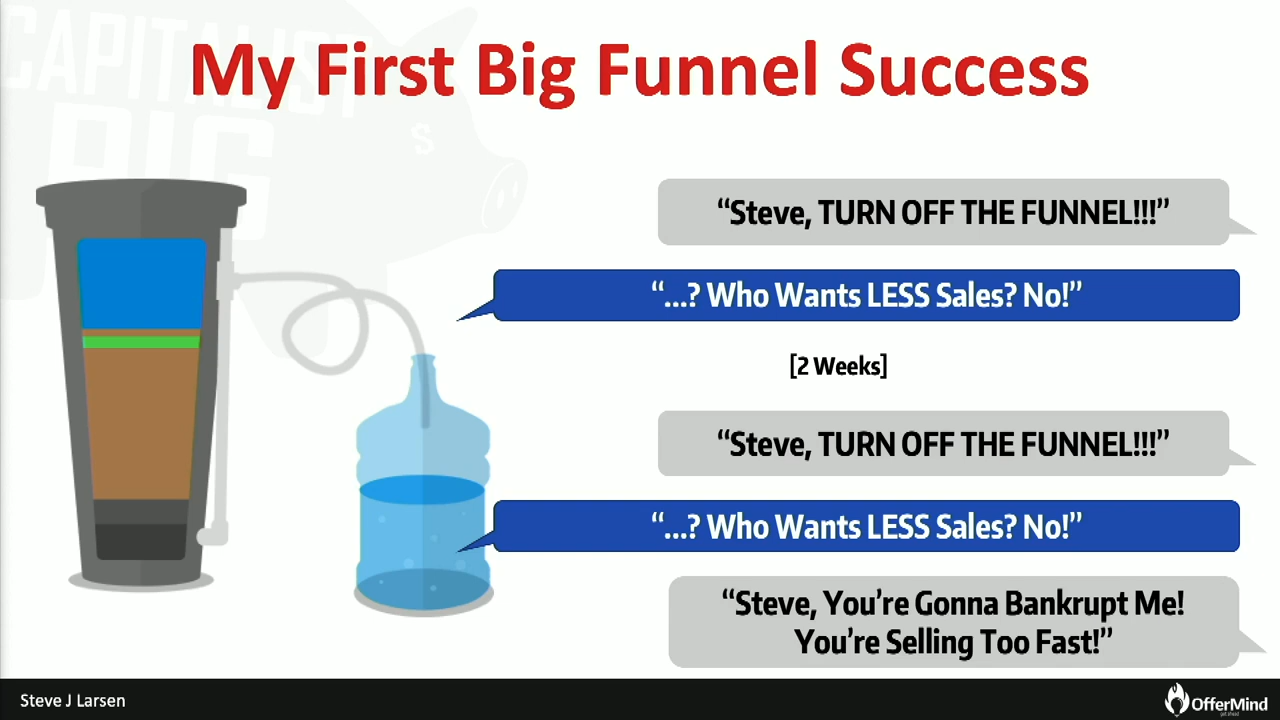 CAPITALIST
PIG
$
My First Big Funnel Success
“Steve, TURN OFF THE FUNNEL!!!”
“...? Who Wants LESS Sales? No!”
[2 Weeks]
“Steve, TURN OFF THE FUNNEL!!!”
“...? Who Wants LESS Sales? No!”
“Steve, You’re Gonna Bankrupt Me!
You’re Selling Too Fast!”
Steve J Larsen
OfferMind